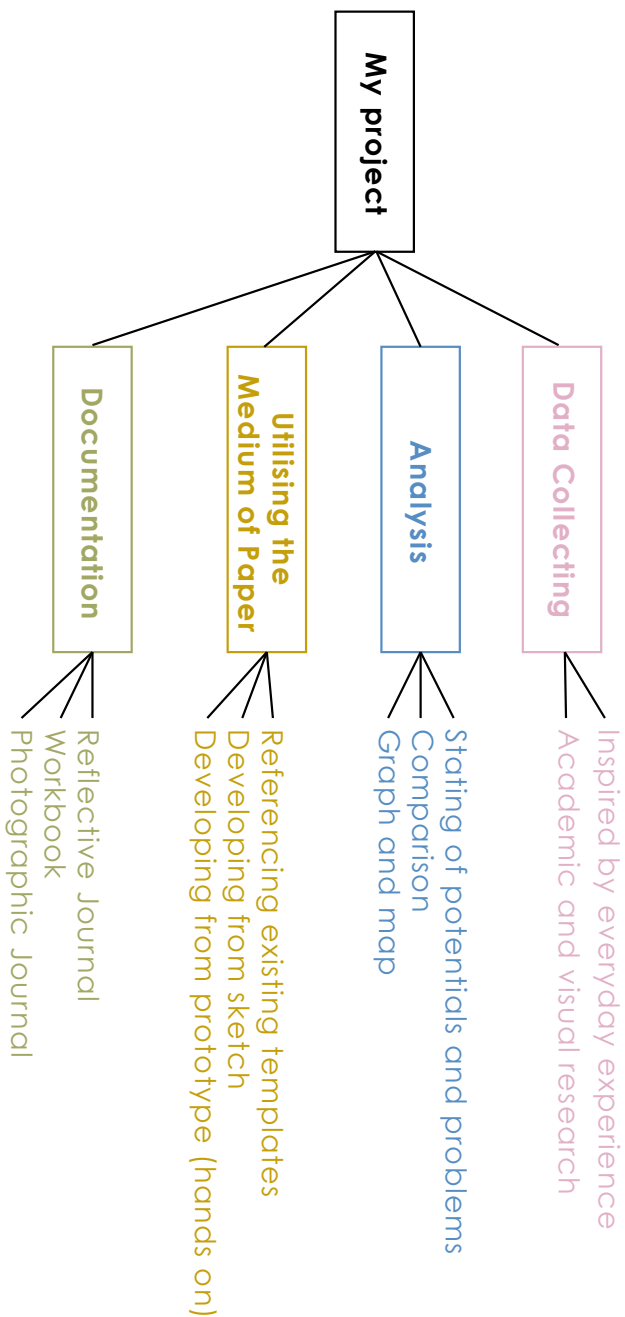 My project
Data Collecting
Inspired by everyday experience
Academic and visual research
Analysis
Stating of potentials and problems
Comparison
Graph and map
Utilising the
Medium of Paper
Referencing existing templates
Developing from sketch
Developing from prototype (hands on)
Documentation
Reflective Journal
Workbook
Photographic Journal